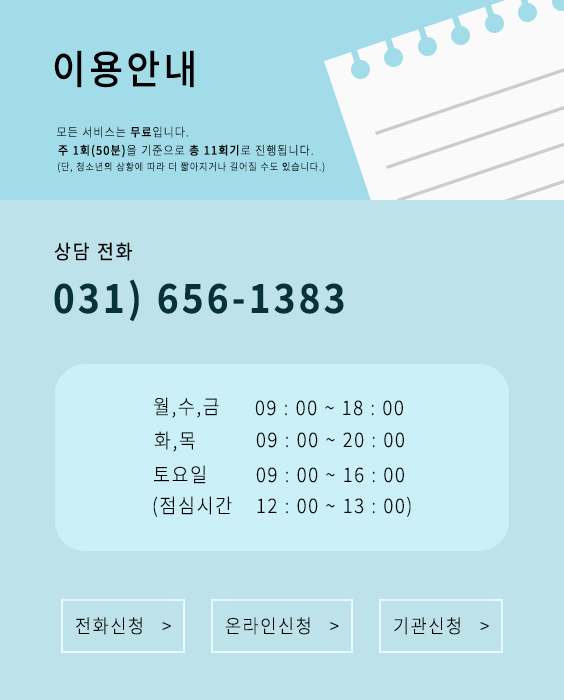 이용안내
모든 서비스는 무료입니다.
주 1회(50분)을 기준으로 총 11회기로 진행됩니다.
(단, 청소년의 상황에 따라 더 짧아지거나 길어질 수도 있습니다.)
상담 전화
031) 656-1383
월,수,금 09 : 00 ~ 18 : 00
화,목 09 : 00 ~ 20 : 00
토요일 09 : 00 ~ 16 : 00
(점심시간 12 : 00 ~ 13 : 00)
전화신청 > 온라인신청 > 기관신청 >